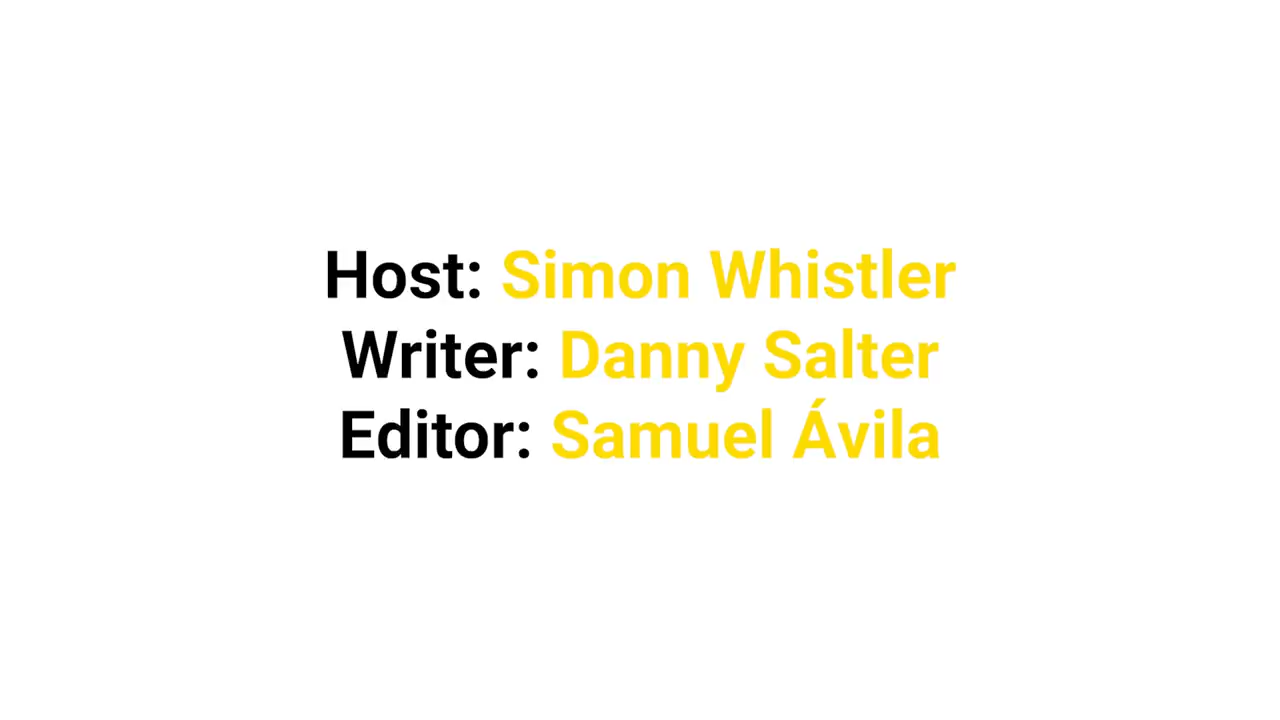 Host: Simon Whistler
Writer: Danny Salter
Editor: Samuel Ávila